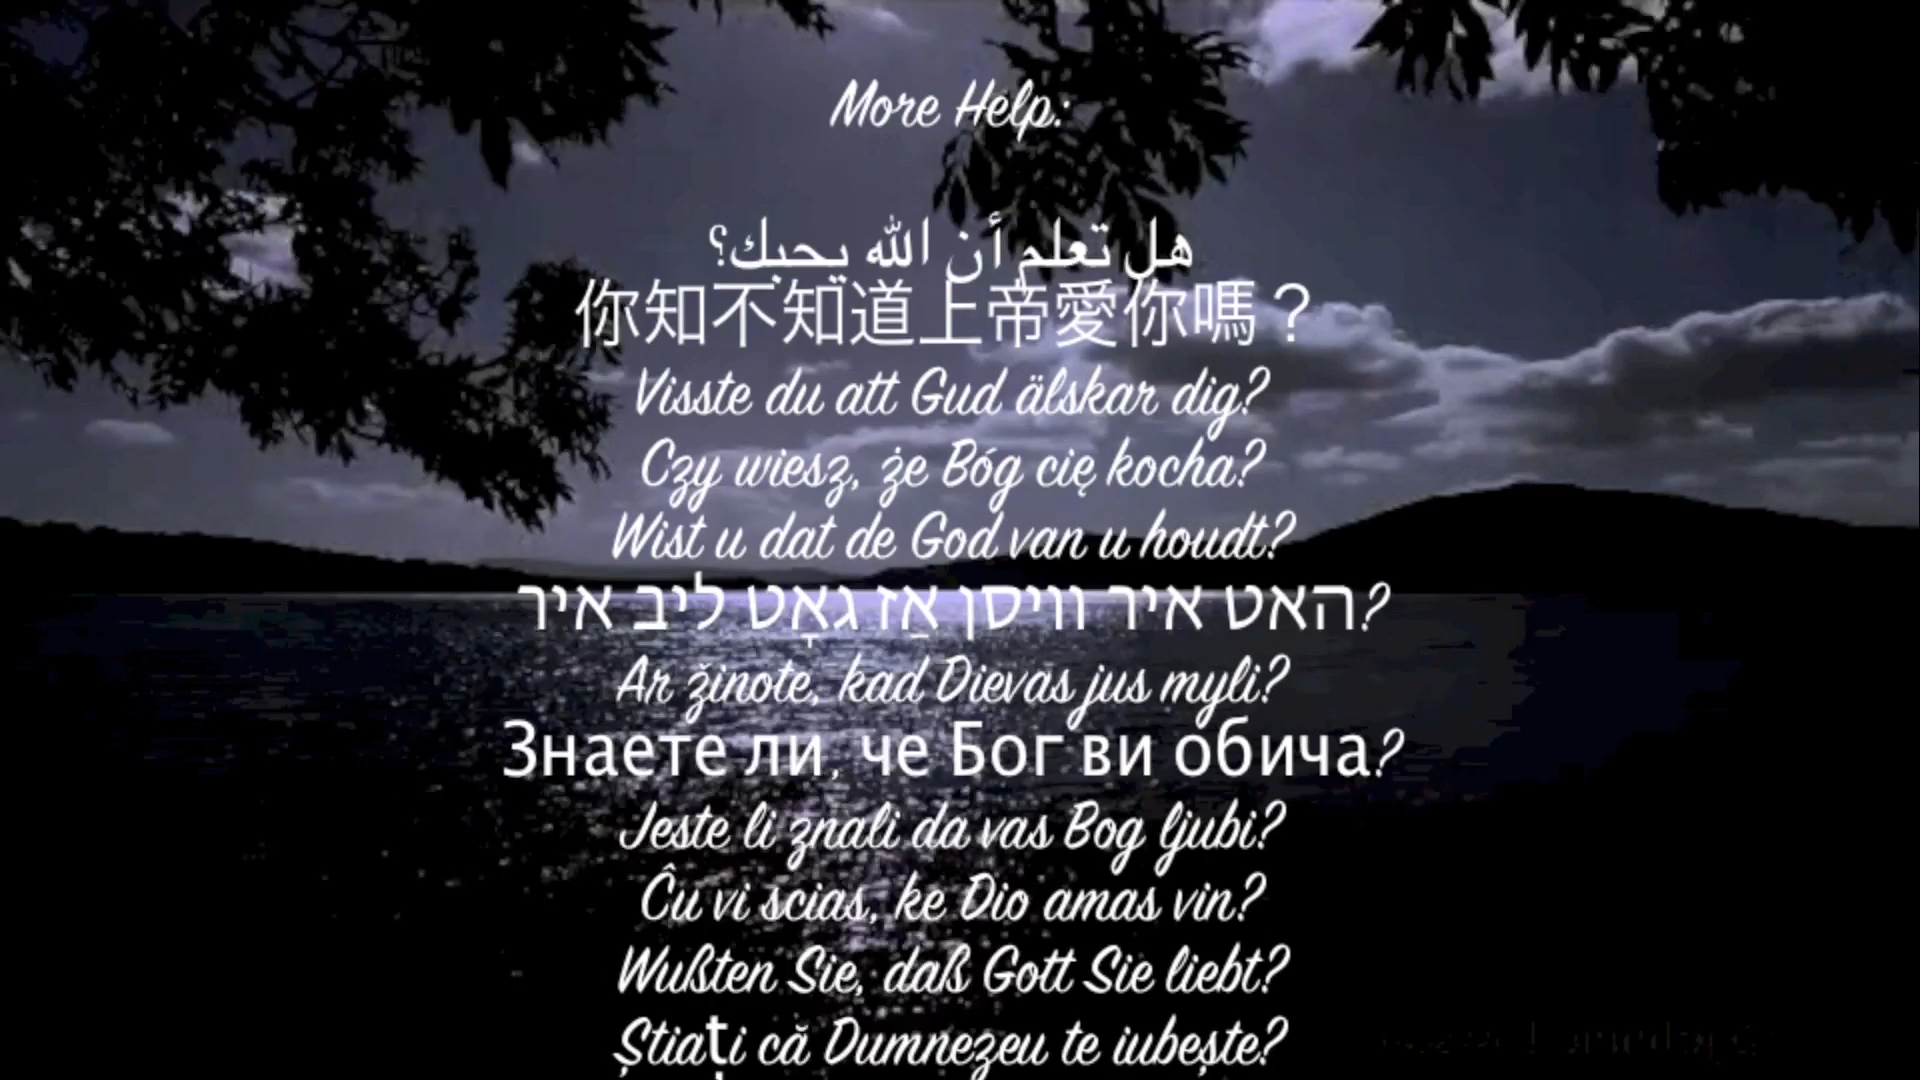 More Help:
هل تعلم أن الله يحبك؟
你知不知道上帝愛你嗎？
Visste du att Gud älskar dig?
Czy wiesz, że Bóg cię kocha?
Wist u dat de God van u houdt?
האט איר וויסן אַז גאָט ליב איר?
Ar žinote, kad Dievas jus myli?
Знаете ли, че Бог ви обича?
Jeste li znali da vas Bog ljubi?
Ĉu vi scias, ke Dio amas vin?
Wußten Sie, daß Gott Sie liebt?
Știați că Dumnezeu te iubește?